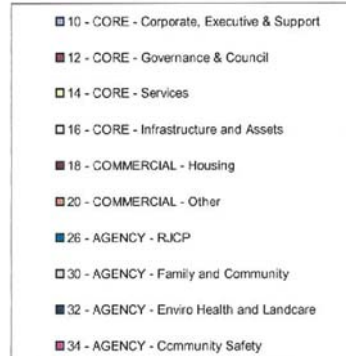 10 - CORE - Corporate, Executive & Support
12 - CORE - Governance & Council
14 - CORE - Services
16 - CORE - Infrastructure and Assets
18 - COMMERCIAL - Housing
20 - COMMERCIAL - Other
26 - AGENCY - RJCP
30 - AGENCY - Family and Community
32 - AGENCY - Enviro Health and Landcare
34 - AGENCY - Community Safety